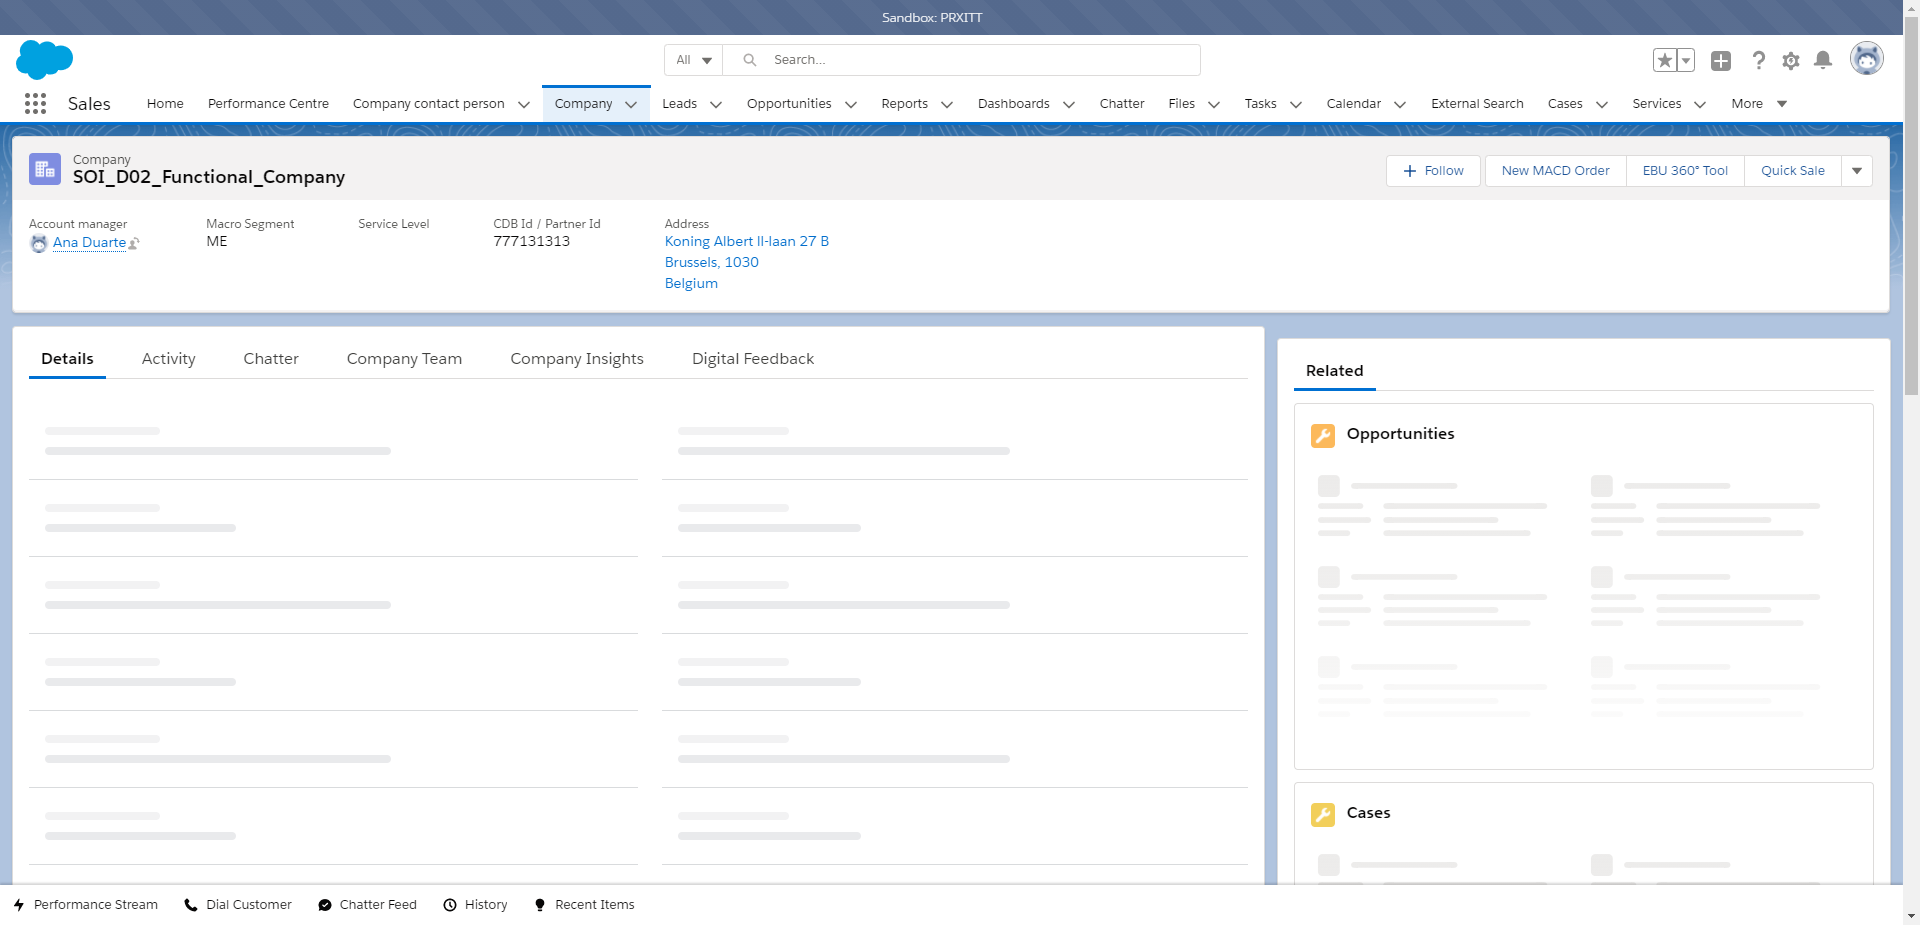 Sandbox: PRXITT
All
Search...
Sales
Home
Performance Centre
Company contact person
Company
Leads
Opportunities
Reports
Dashboards
Chatter
Files
Tasks
Calendar
External Search
Cases
Services
More
Company
SOI_D02_Functional_Company
Follow
New MACD Order
EBU 360° Tool
Quick Sale
Account manager
Ana Duarte
Macro Segment
ME
Service Level
CDB Id / Partner Id
777131313
Address
Koning Albert II-laan 27 B
Brussels, 1030
Belgium
Details
Activity
Chatter
Company Team
Company Insights
Digital Feedback
Related
Opportunities
Cases
Performance Stream
Dial Customer
Chatter Feed
History
Recent Items